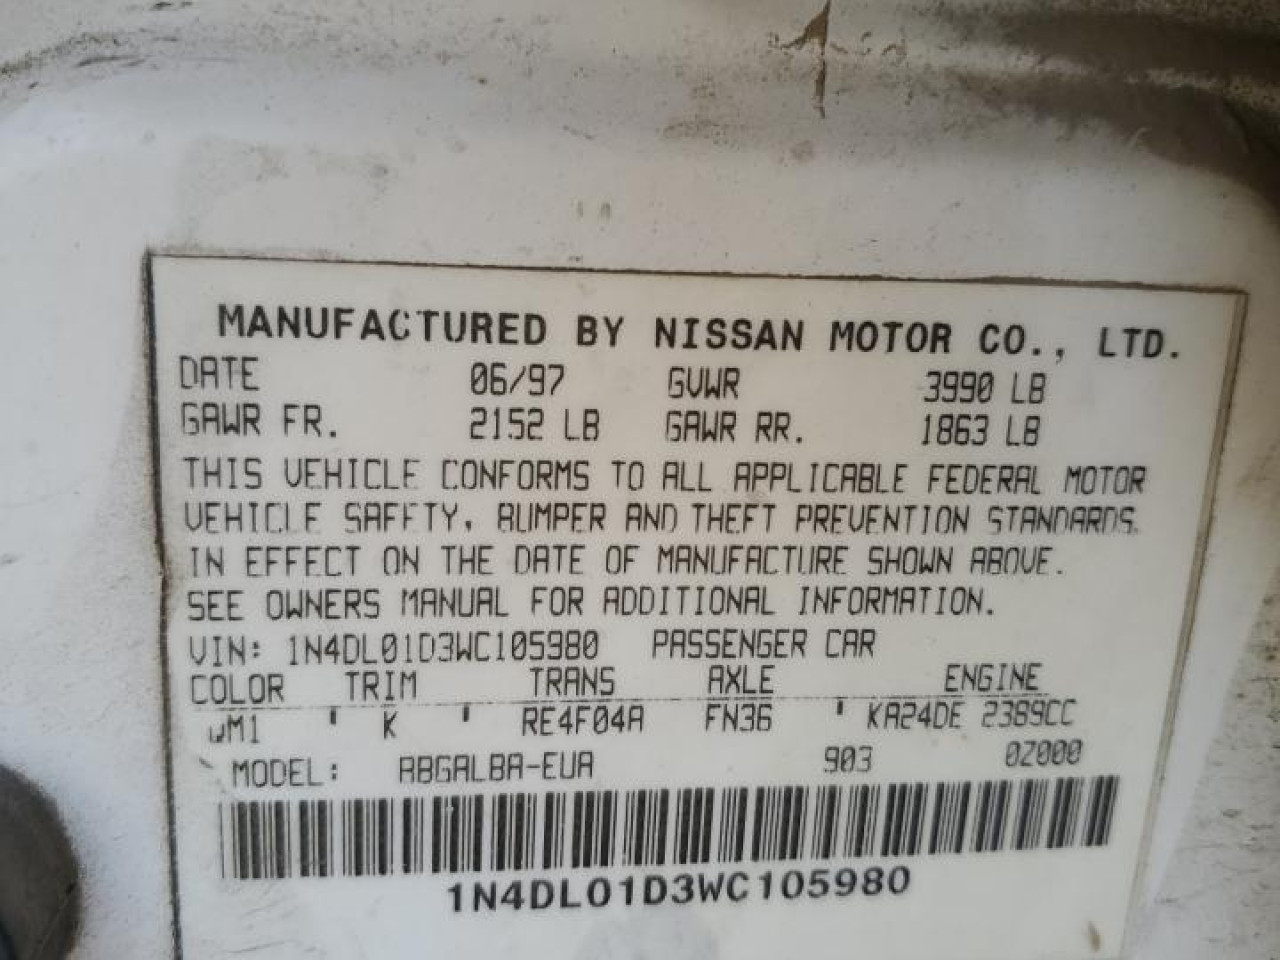 MANUFACTURED BY NISSAN MOTOR CO., LTD.
DATE 06/97 GVWR 3990 LB
GAWR FR. 2152 LB GAWR RR. 1863 LB
THIS VEHICLE CONFORMS TO ALL APPLICABLE FEDERAL MOTOR
VEHICLE SAFETY, BUMPER AND THEFT PREVENTION STANDARDS.
IN EFFECT ON THE DATE OF MANUFACTURE SHOWN ABOVE.
SEE OWNERS MANUAL FOR ADDITIONAL INFORMATION.
VIN: 1N4DL01D3WC105980 PASSENGER CAR
COLOR TRIM TRANS AXLE ENGINE
WM1 ' K ' RE4F04A FN36 ' KA24DE 2389CC
MODEL: ABGALBA-EUA 903 0Z000
1N4DL01D3WC105980